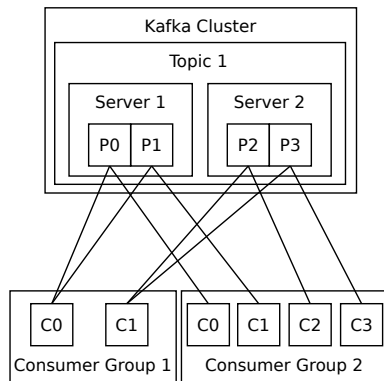 Kafka Cluster
Topic 1
Server 1 Server 2
P0 P1 P2 P3
C0 C1 C0 C1 C2 C3
Consumer Group 1 Consumer Group 2